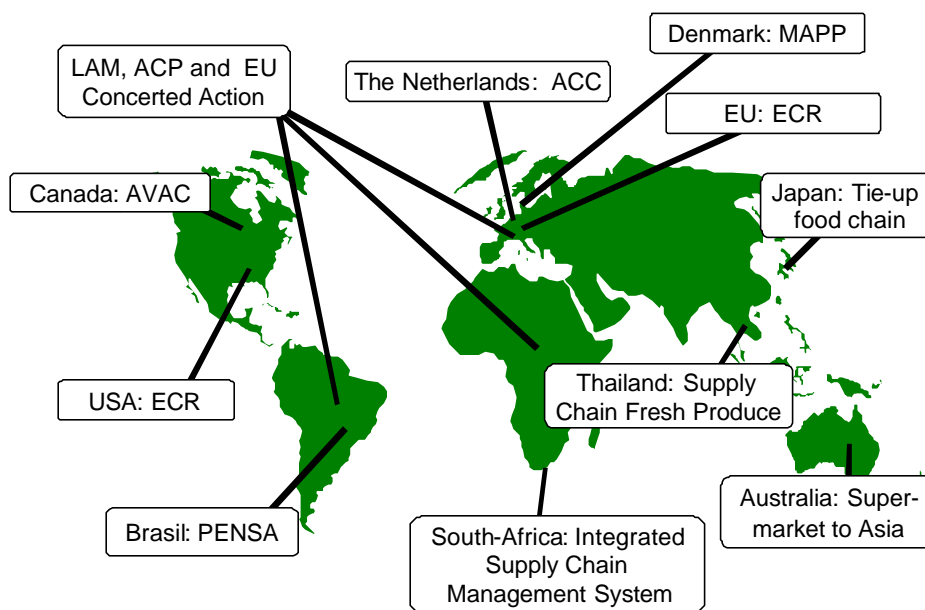 Denmark: MAPP
LAM, ACP and EU
Concerted Action
The Netherlands: ACC
EU: ECR
Canada: AVAC
Japan: Tie-up
food chain
USA: ECR
Thailand: Supply
Chain Fresh Produce
Brasil: PENSA
South-Africa: Integrated
Supply Chain
Management System
Australia: Super-
market to Asia